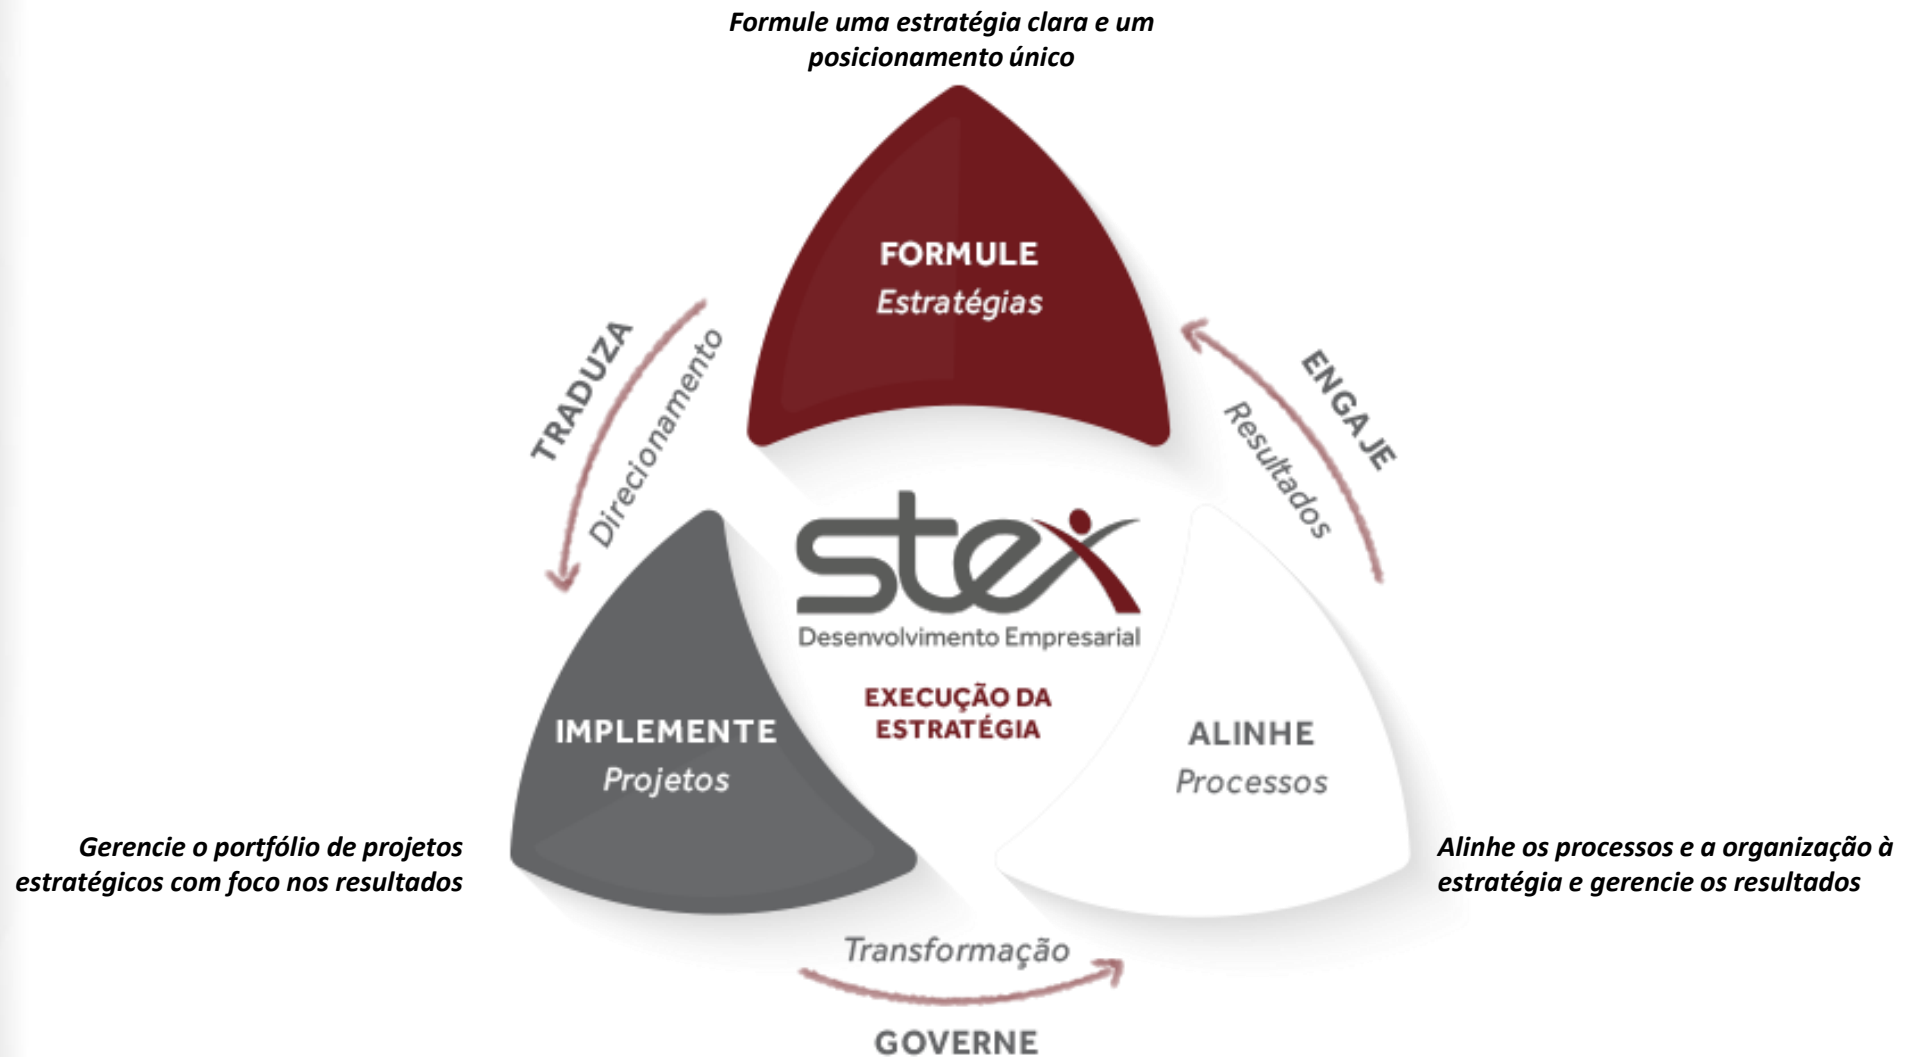 Formule uma estratégia clara e um
posicionamento único
FORMULE
Estratégias
TRADUZA
Direcionamento
ENGAJE
Resultados
stex
Desenvolvimento Empresarial
EXECUÇÃO DA
ESTRATÉGIA
IMPLEMENTE
Projetos
ALINHE
Processos
Gerencie o portfólio de projetos
estratégicos com foco nos resultados
Alinhe os processos e a organização à
estratégia e gerencie os resultados
Transformação
GOVERNE